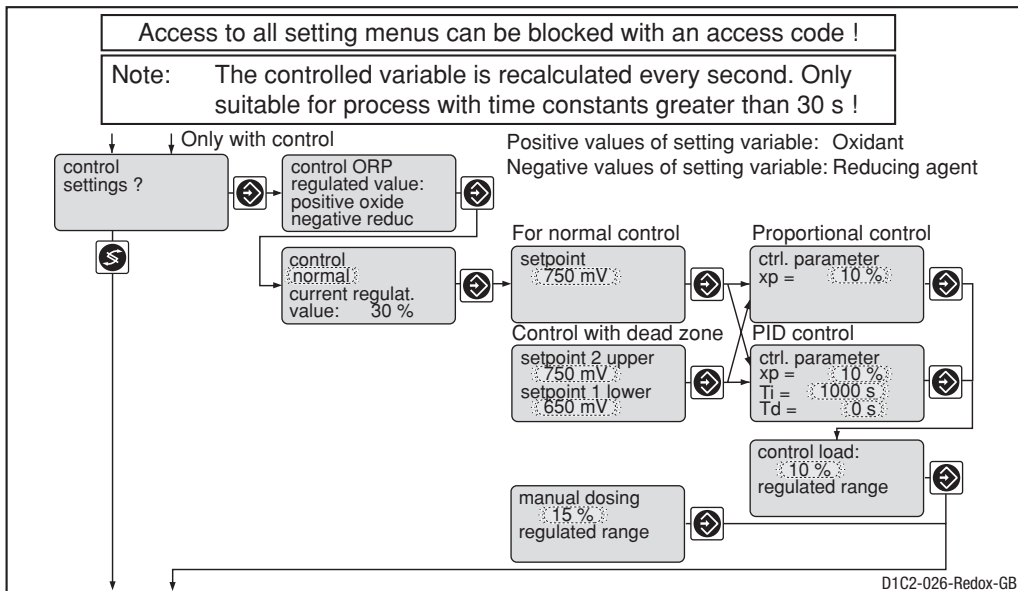 Access to all setting menus can be blocked with an access code !
Note: The controlled variable is recalculated every second. Only
suitable for process with time constants greater than 30 s !
Only with control
Positive values of setting variable: Oxidant
Negative values of setting variable: Reducing agent
control
settings ?
control ORP
regulated value:
positive oxide
negative reduc
control
normal
current regulat.
value: 30 %
For normal control
setpoint
750 mV
Proportional control
ctrl. parameter
xp = 10 %
Control with dead zone
setpoint 2 upper
750 mV
setpoint 1 lower
650 mV
PID control
ctrl. parameter
xp = 10 %
Ti = 1000 s
Td = 0 s
control load:
10 %
regulated range
manual dosing
15 %
regulated range
D1C2-026-Redox-GB